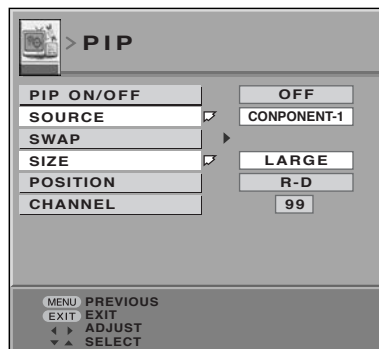 > PIP
PIP ON/OFF OFF
SOURCE CONPONENT-1
SWAP
SIZE LARGE
POSITION R-D
CHANNEL 99
MENU PREVIOUS
EXIT EXIT
ADJUST
SELECT